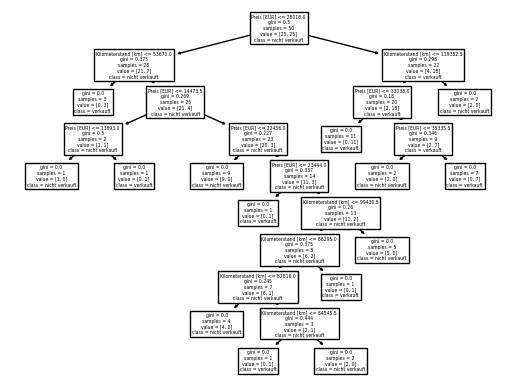 Preis [EUR] <= 28018.0
gini = 0.5
samples = 50
value = [25, 25]
class = nicht verkauft
Kilometerstand [km] <= 53670.0
gini = 0.375
samples = 28
value = [21, 7]
class = nicht verkauft
Kilometerstand [km] <= 119382.5
gini = 0.298
samples = 22
value = [4, 18]
class = verkauft
gini = 0.0
samples = 3
value = [0, 3]
class = verkauft
Preis [EUR] <= 14473.5
gini = 0.269
samples = 25
value = [21, 4]
class = nicht verkauft
Preis [EUR] <= 33038.0
gini = 0.18
samples = 20
value = [2, 18]
class = verkauft
gini = 0.0
samples = 2
value = [2, 0]
class = nicht verkauft
Preis [EUR] <= 13893.0
gini = 0.5
samples = 2
value = [1, 1]
class = nicht verkauft
Preis [EUR] <= 22456.0
gini = 0.227
samples = 23
value = [20, 3]
class = nicht verkauft
gini = 0.0
samples = 11
value = [0, 11]
class = verkauft
Preis [EUR] <= 35335.5
gini = 0.346
samples = 9
value = [2, 7]
class = verkauft
gini = 0.0
samples = 1
value = [1, 0]
class = nicht verkauft
gini = 0.0
samples = 1
value = [0, 1]
class = verkauft
gini = 0.0
samples = 9
value = [9, 0]
class = nicht verkauft
Preis [EUR] <= 23444.0
gini = 0.337
samples = 14
value = [11, 3]
class = nicht verkauft
gini = 0.0
samples = 2
value = [2, 0]
class = nicht verkauft
gini = 0.0
samples = 7
value = [0, 7]
class = verkauft
gini = 0.0
samples = 1
value = [0, 1]
class = verkauft
Kilometerstand [km] <= 99430.5
gini = 0.26
samples = 13
value = [11, 2]
class = nicht verkauft
Kilometerstand [km] <= 86295.0
gini = 0.375
samples = 8
value = [6, 2]
class = nicht verkauft
gini = 0.0
samples = 5
value = [5, 0]
class = nicht verkauft
Kilometerstand [km] <= 82816.0
gini = 0.245
samples = 7
value = [6, 1]
class = nicht verkauft
gini = 0.0
samples = 1
value = [0, 1]
class = verkauft
gini = 0.0
samples = 4
value = [4, 0]
class = nicht verkauft
Kilometerstand [km] <= 84545.5
gini = 0.444
samples = 3
value = [2, 1]
class = nicht verkauft
gini = 0.0
samples = 1
value = [0, 1]
class = verkauft
gini = 0.0
samples = 2
value = [2, 0]
class = nicht verkauft